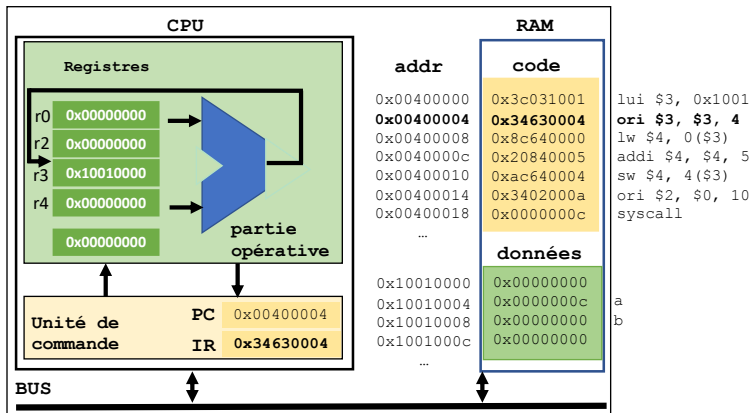 CPU
RAM
Registres
addr
code
r0 0x00000000
r2 0x00000000
r3 0x10010000
r4 0x00000000
0x00000000
partie
opérative
0x00400000 0x3c031001 lui $3, 0x1001
0x00400004 0x34630004 ori $3, $3, 4
0x00400008 0x8c640000 lw $4, 0($3)
0x0040000c 0x20840005 addi $4, $4, 5
0x00400010 0xac640004 sw $4, 4($3)
0x00400014 0x3402000a ori $2, $0, 10
0x00400018 0x0000000c syscall
…
données
0x10010000 0x00000000
0x10010004 0x0000000c a
0x10010008 0x00000000 b
0x1001000c 0x00000000
…
Unité de
commande
PC 0x00400004
IR 0x34630004
BUS